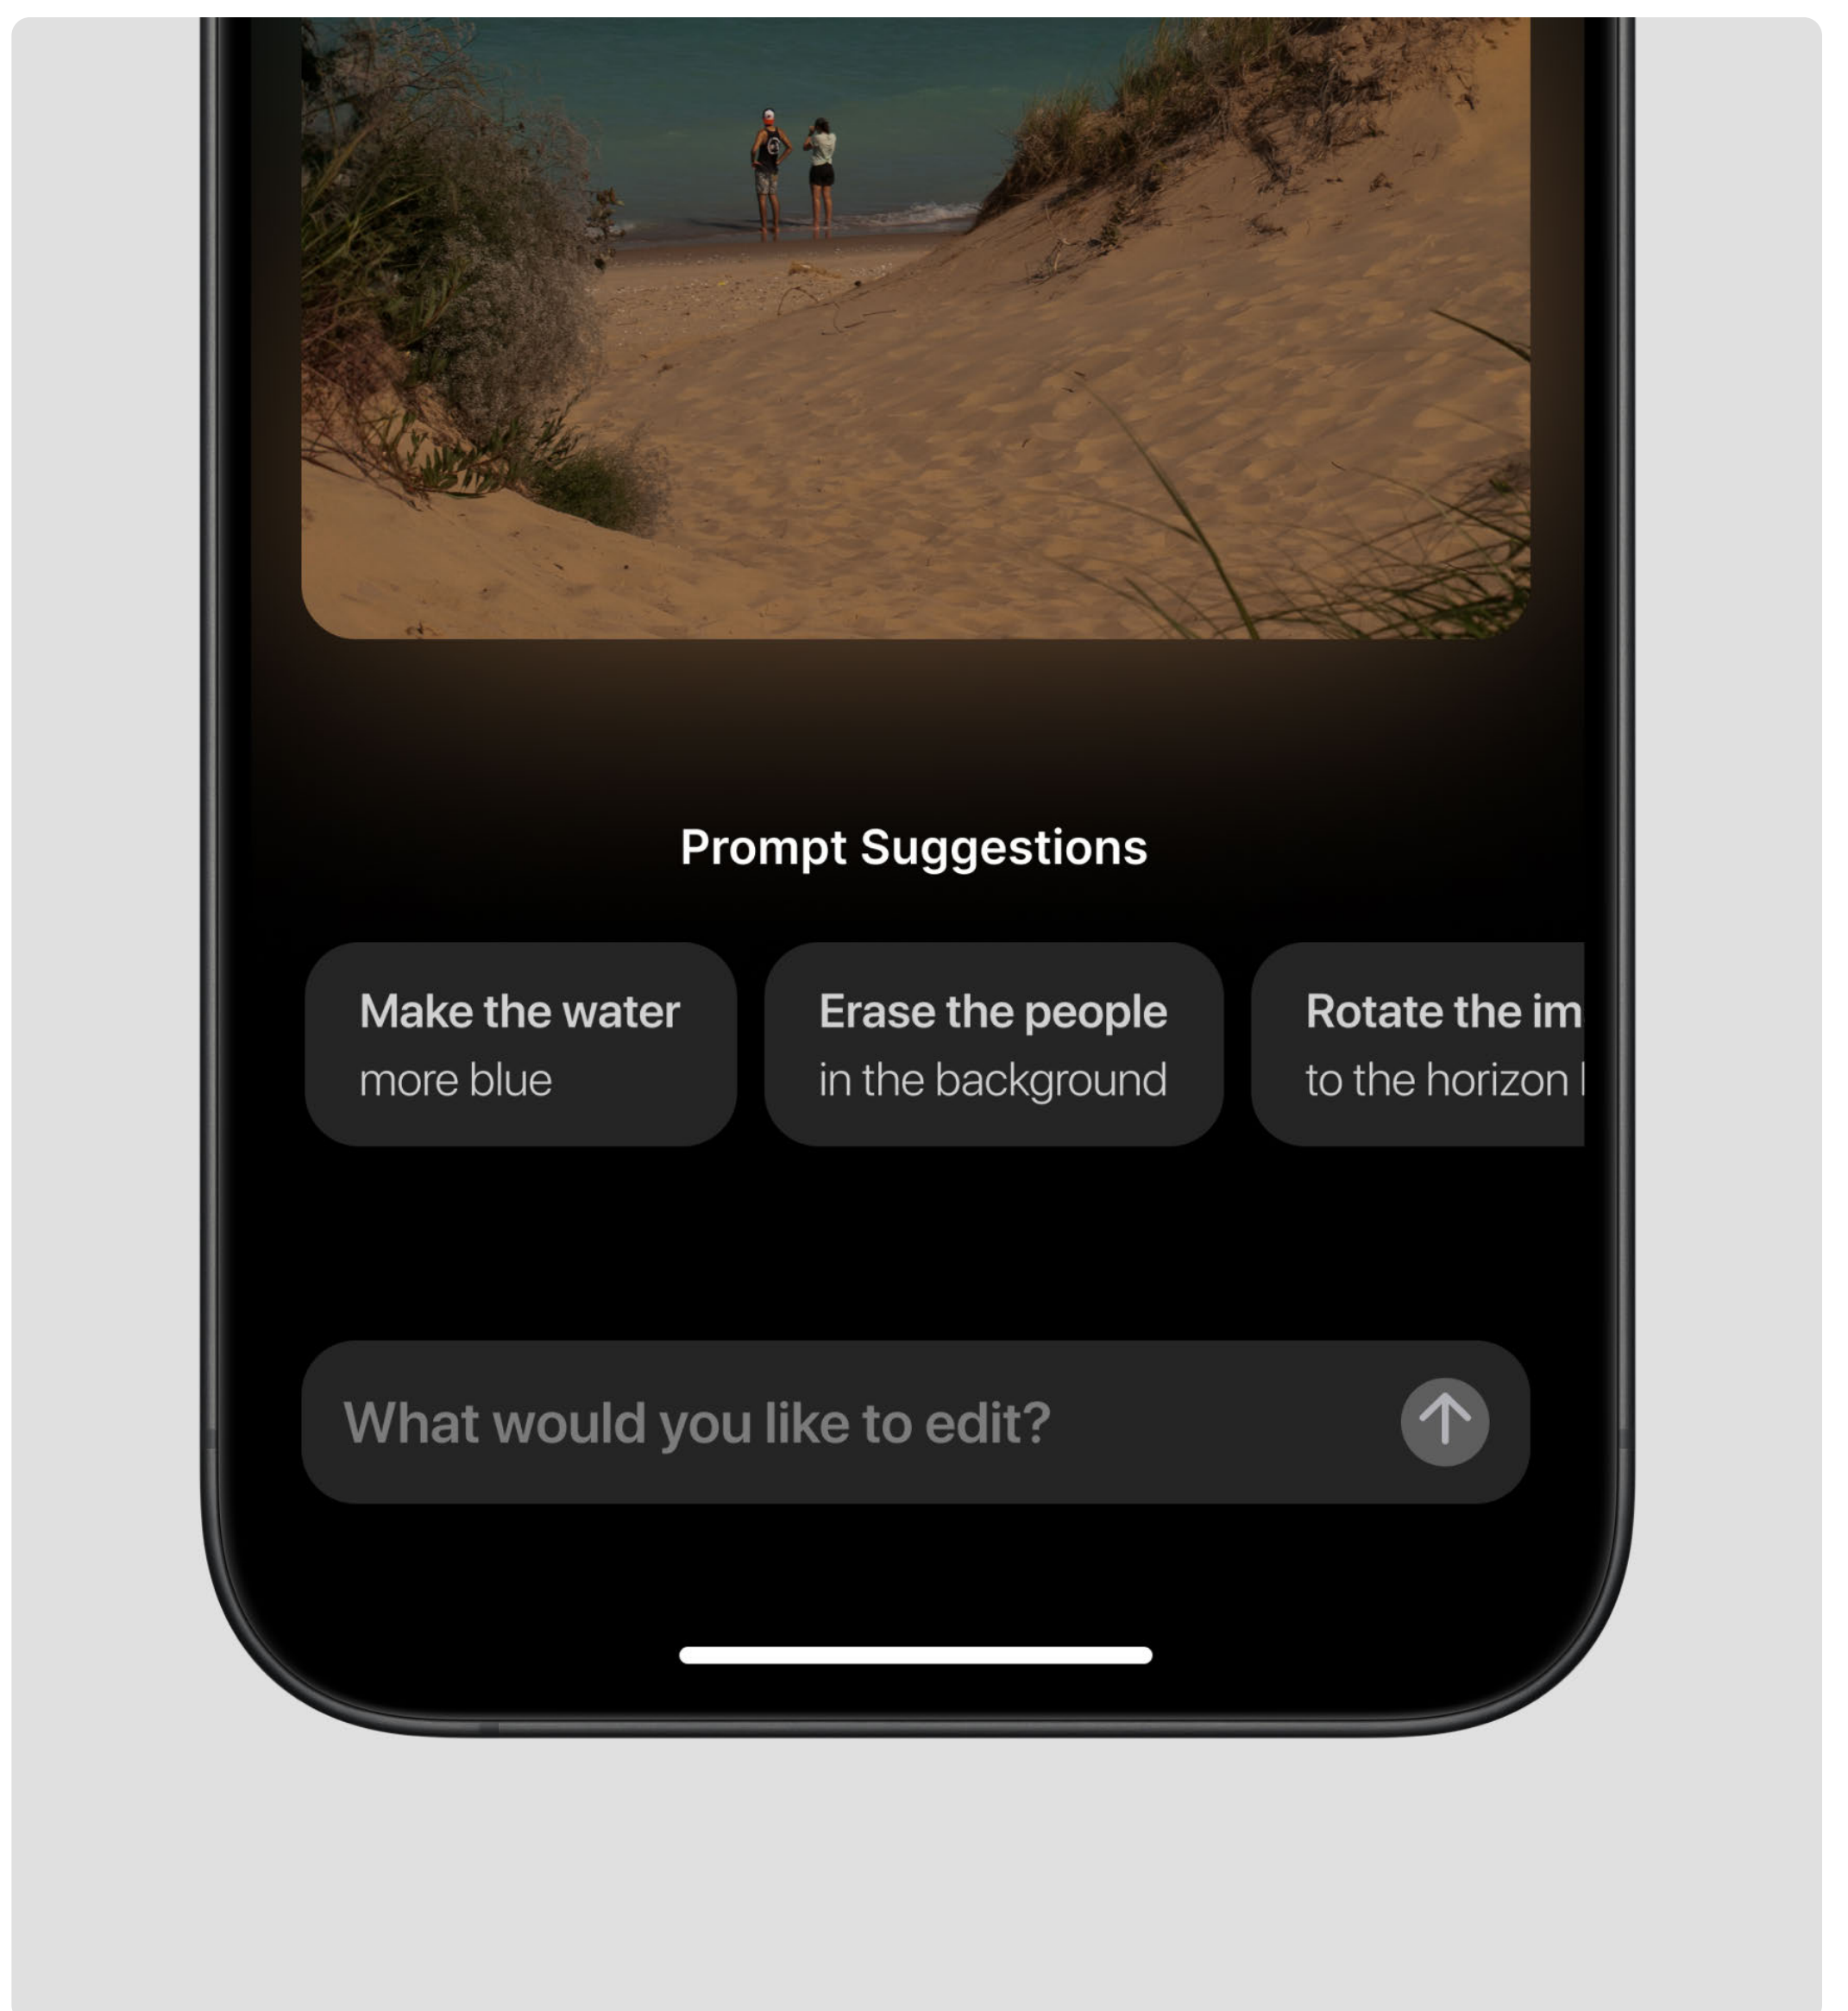 Prompt Suggestions
Make the water
more blue
Erase the people
in the background
Rotate the im
to the horizon
What would you like to edit?